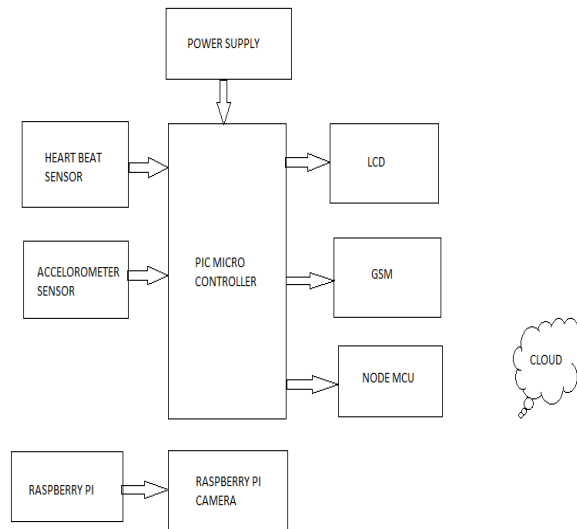 POWER SUPPLY
HEART BEAT
SENSOR
LCD
ACCELOROMETER
SENSOR
PIC MICRO
CONTROLLER
GSM
NODE MCU
CLOUD
RASPBERRY PI
RASPBERRY PI
CAMERA